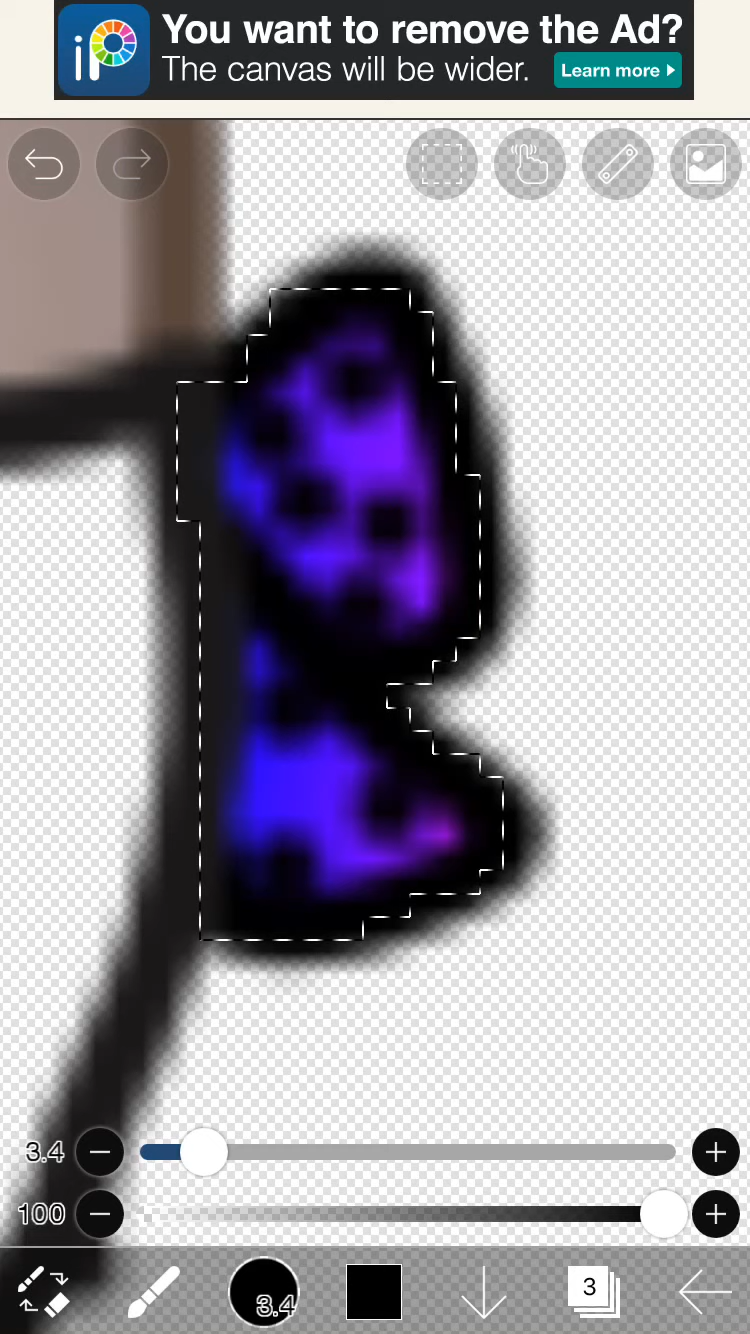 iP
You want to remove the Ad?
The canvas will be wider.
Learn more
3.4
100
3.4
3